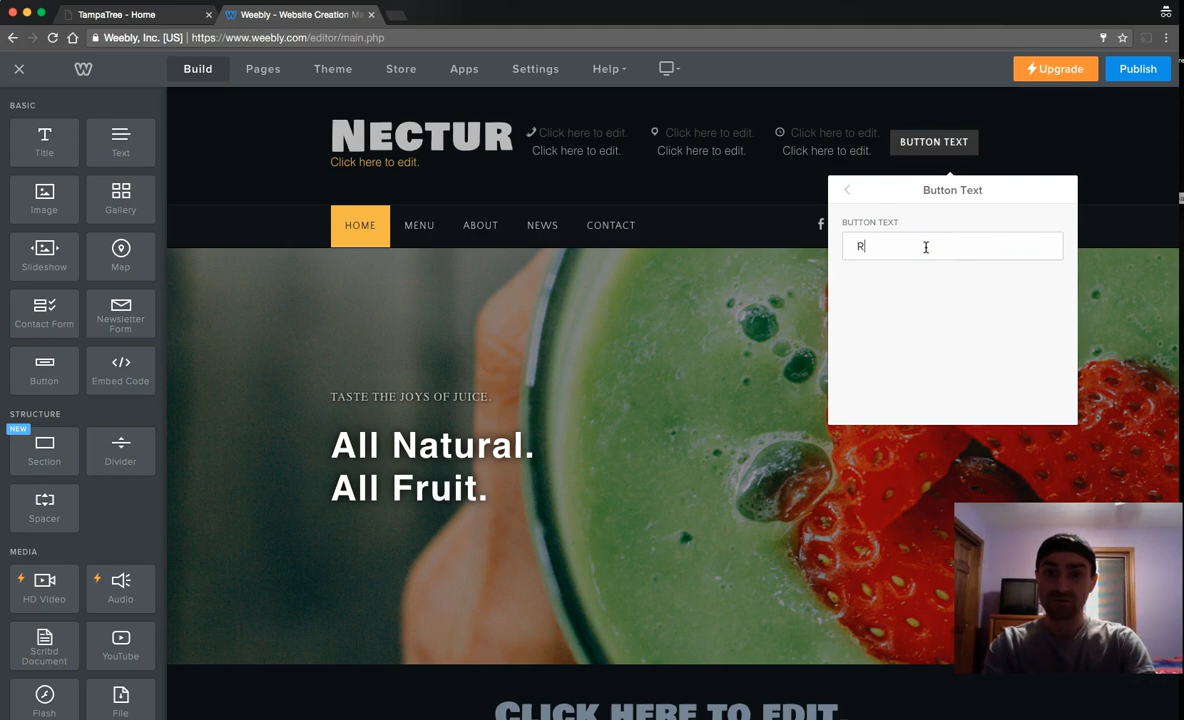 TampaTree - Home
Weebly - Website Creation Ma
Weebly, Inc. [US] | https://www.weebly.com/editor/main.php
Build
Pages
Theme
Store
Apps
Settings
Help
Upgrade
Publish
BASIC
Title
Text
Image
Gallery
Slideshow
Map
Contact Form
Newsletter
Form
Button
Embed Code
STRUCTURE
NEW
Section
Divider
Spacer
MEDIA
HD Video
Audio
Scribd
Document
YouTube
Flash
File
NECTUR
Click here to edit.
Click here to edit.
Click here to edit.
Click here to edit.
Click here to edit.
Click here to edit.
Click here to edit.
BUTTON TEXT
HOME
MENU
ABOUT
NEWS
CONTACT
Button Text
BUTTON TEXT
R
TASTE THE JOYS OF JUICE.
All Natural.
All Fruit.
CLICK HERE TO EDIT.